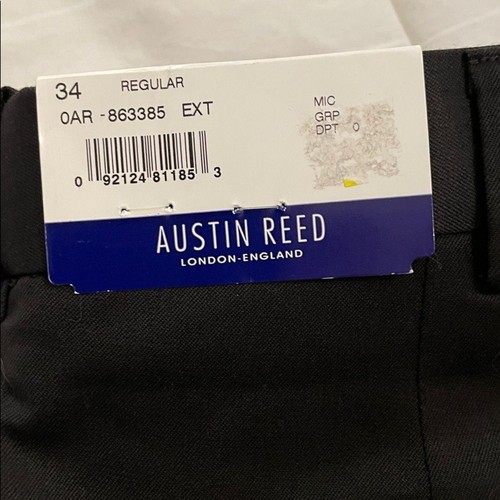 34 REGULAR
0AR - 863385 EXT
MIC
GRP
DPT 0
0 92124 81185 3
AUSTIN REED
LONDON-ENGLAND